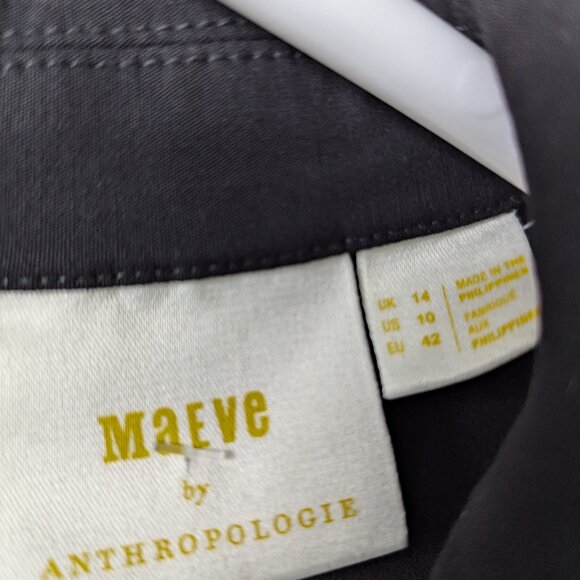 MaEVe
by
ANTHROPOLOGIE
UK 14
US 10
EU 42
MADE IN THE
PHILIPPINES
FABRIQUÉ
AUX
PHILIPPINES